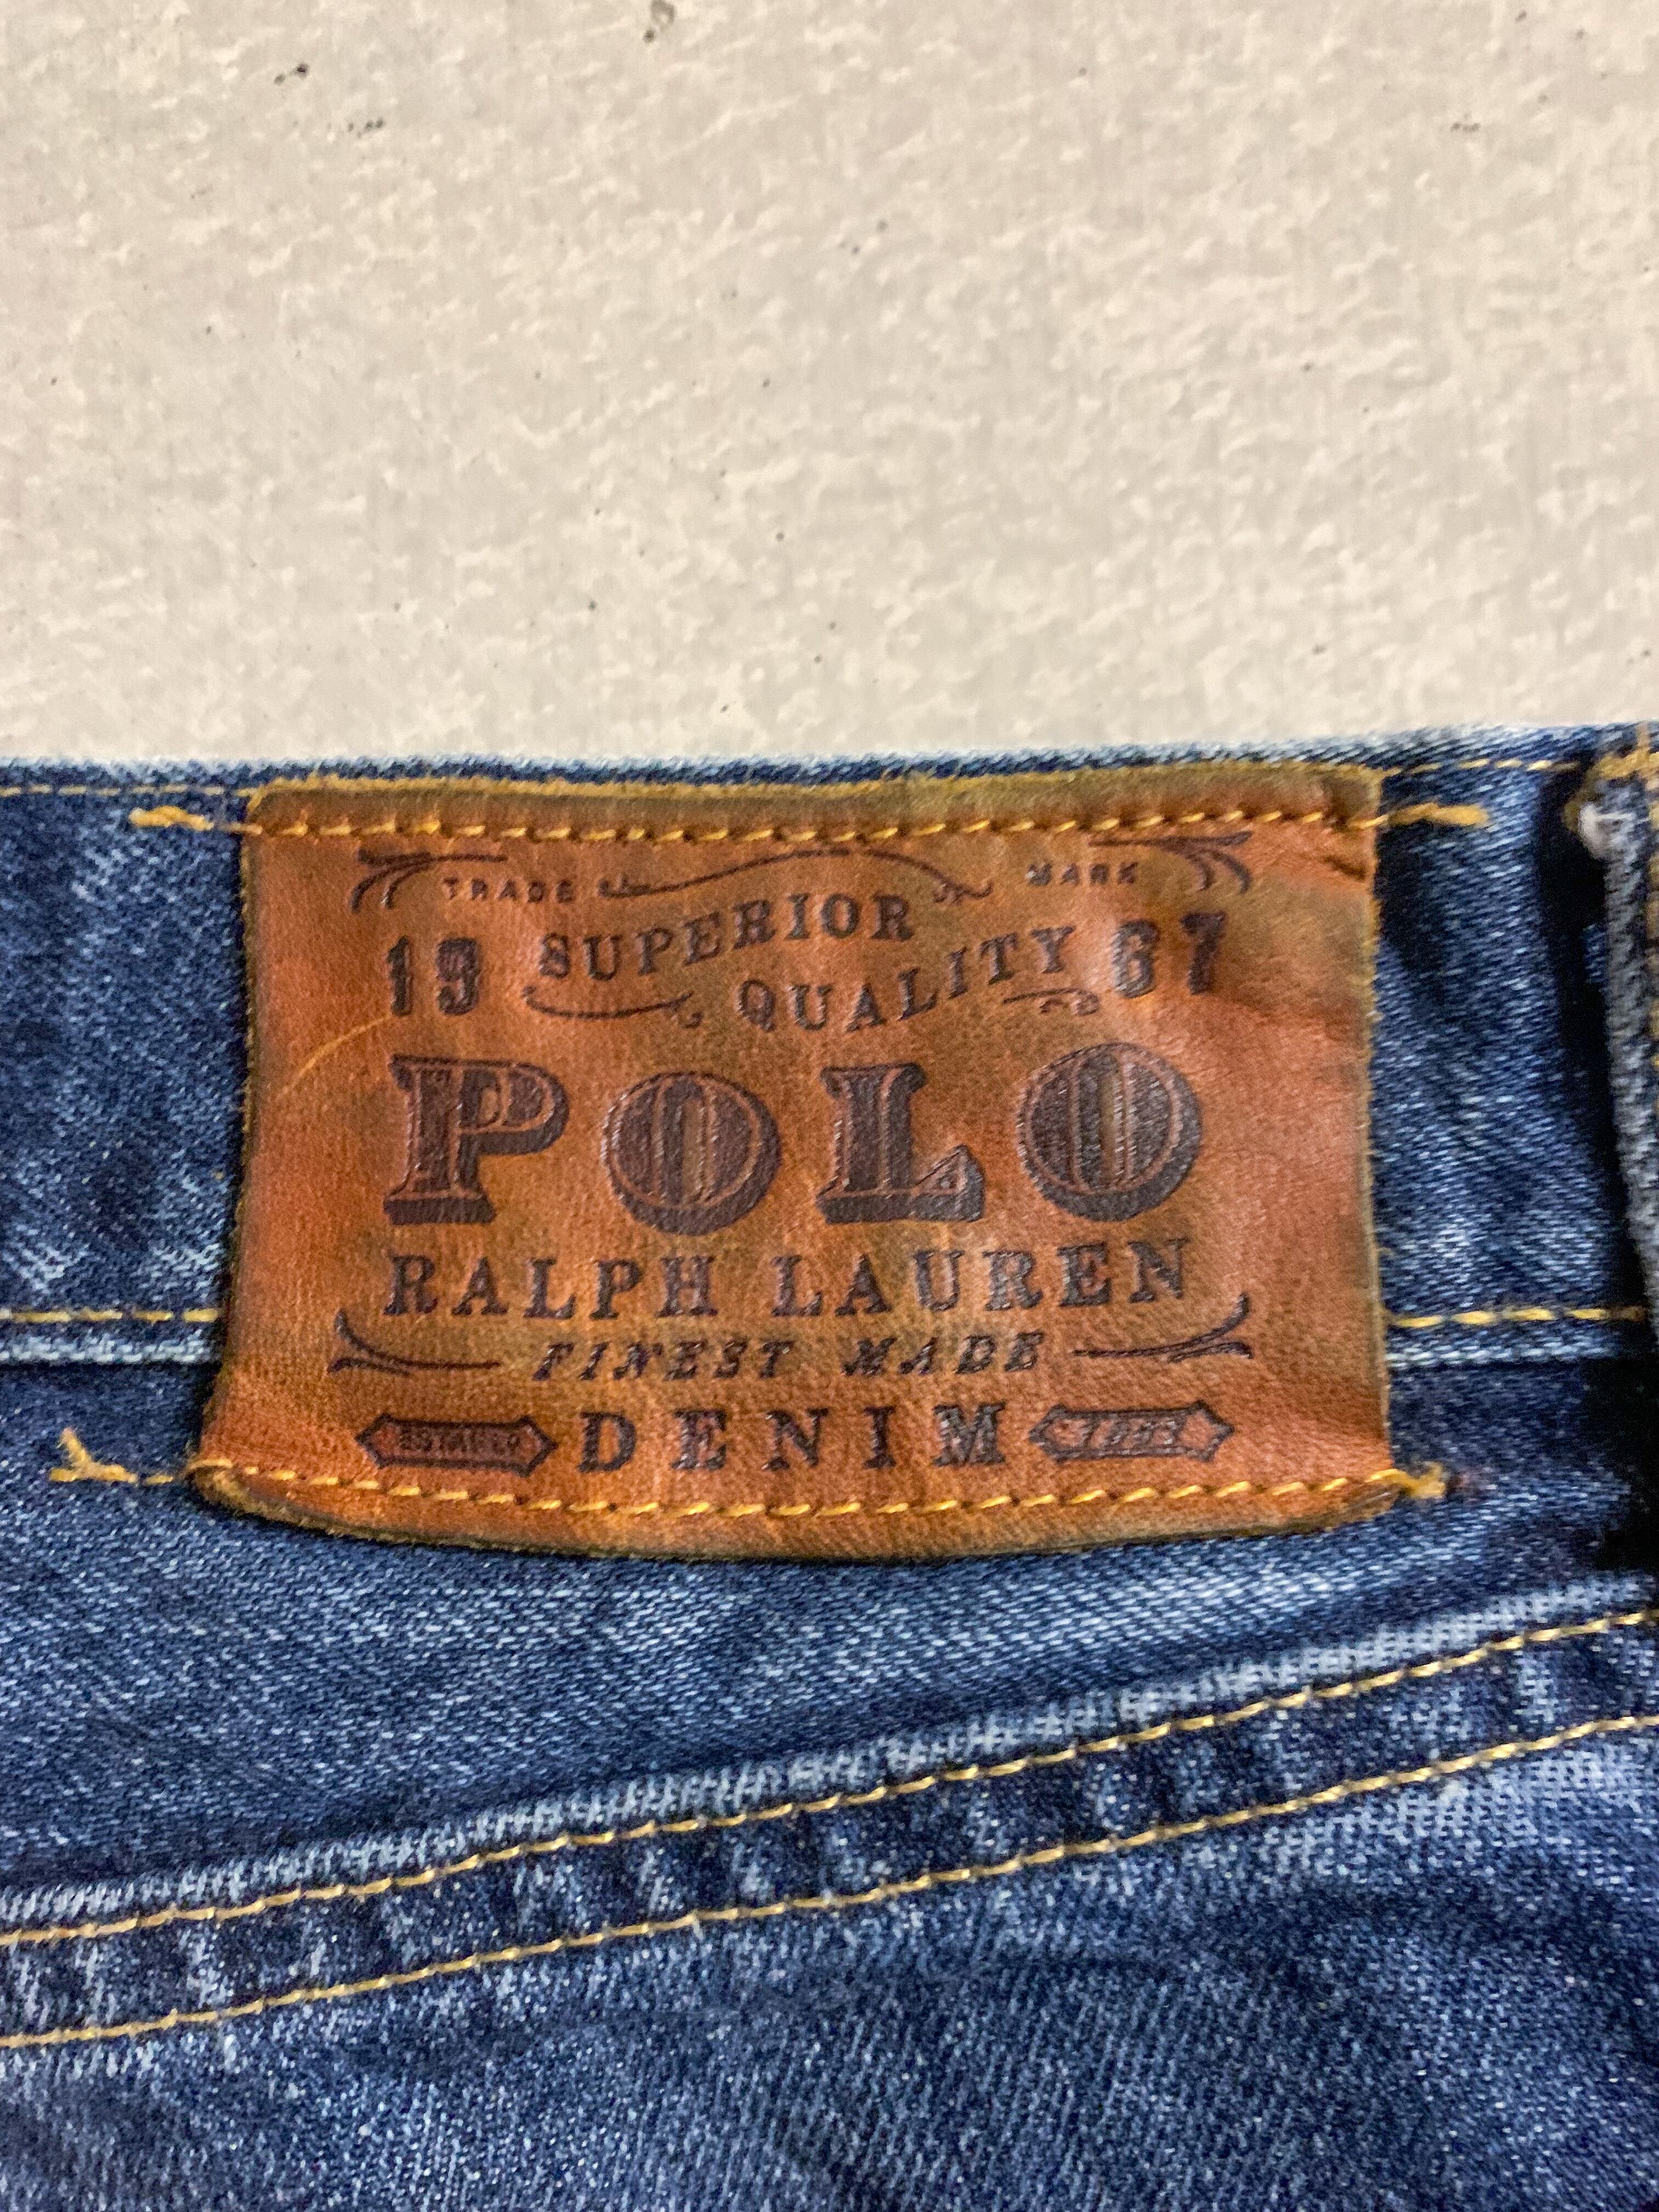 TRADE MARK
19 SUPERIOR QUALITY 67
POLO
RALPH LAUREN
FINEST MADE
DENIM